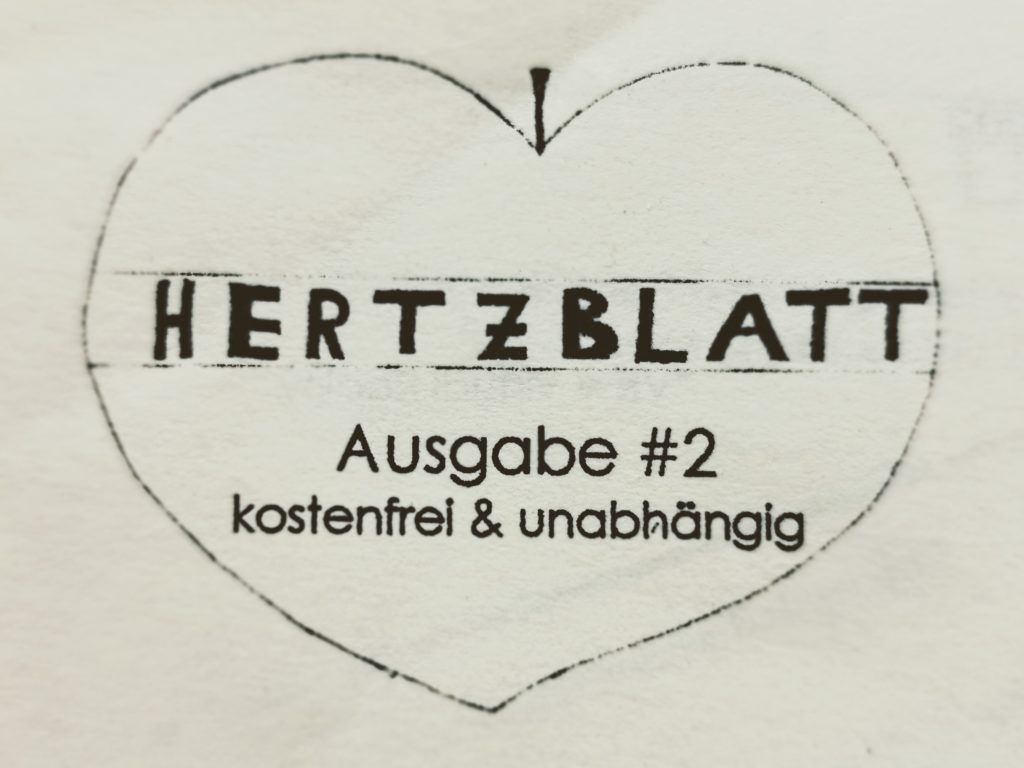 HERTZBLATT
Ausgabe #2
kostenfrei & unabhängig